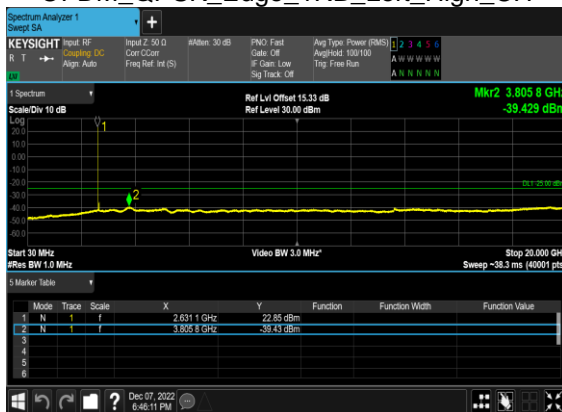 Spectrum Analyzer 1
Swept SA
+
KEYSIGHT
R T
Input: RF
Coupling: DC
Align: Auto
Input Z: 50 Ω
Corr CCorr
Freq Ref: Int (S)
#Atten: 30 dB
PNO: Fast
Gate: Off
IF Gain: Low
Sig Track: Off
Avg Type: Power (RMS)
Avg|Hold: 100/100
Trig: Free Run
1 2 3 4 5 6
A W W W W W
A N N N N N
LU
1 Spectrum
Scale/Div 10 dB
Ref Lvl Offset 15.33 dB
Ref Level 30.00 dBm
Mkr2 3.805 8 GHz
-39.429 dBm
Log
20.0
10.0
0.00
-10.0
-20.0
-30.0
-40.0
-50.0
-60.0
1
2
Start 30 MHz
#Res BW 1.0 MHz
Video BW 3.0 MHz*
Stop 20.000 GH
Sweep ~38.3 ms (40001 pts
5 Marker Table
Mode Trace Scale X Y Function Function Width Function Value
1 N 1 f 2.631 1 GHz 22.85 dBm
2 N 1 f 3.805 8 GHz -39.43 dBm
3
4
5
6
?
Dec 07, 2022
6:46:11 PM